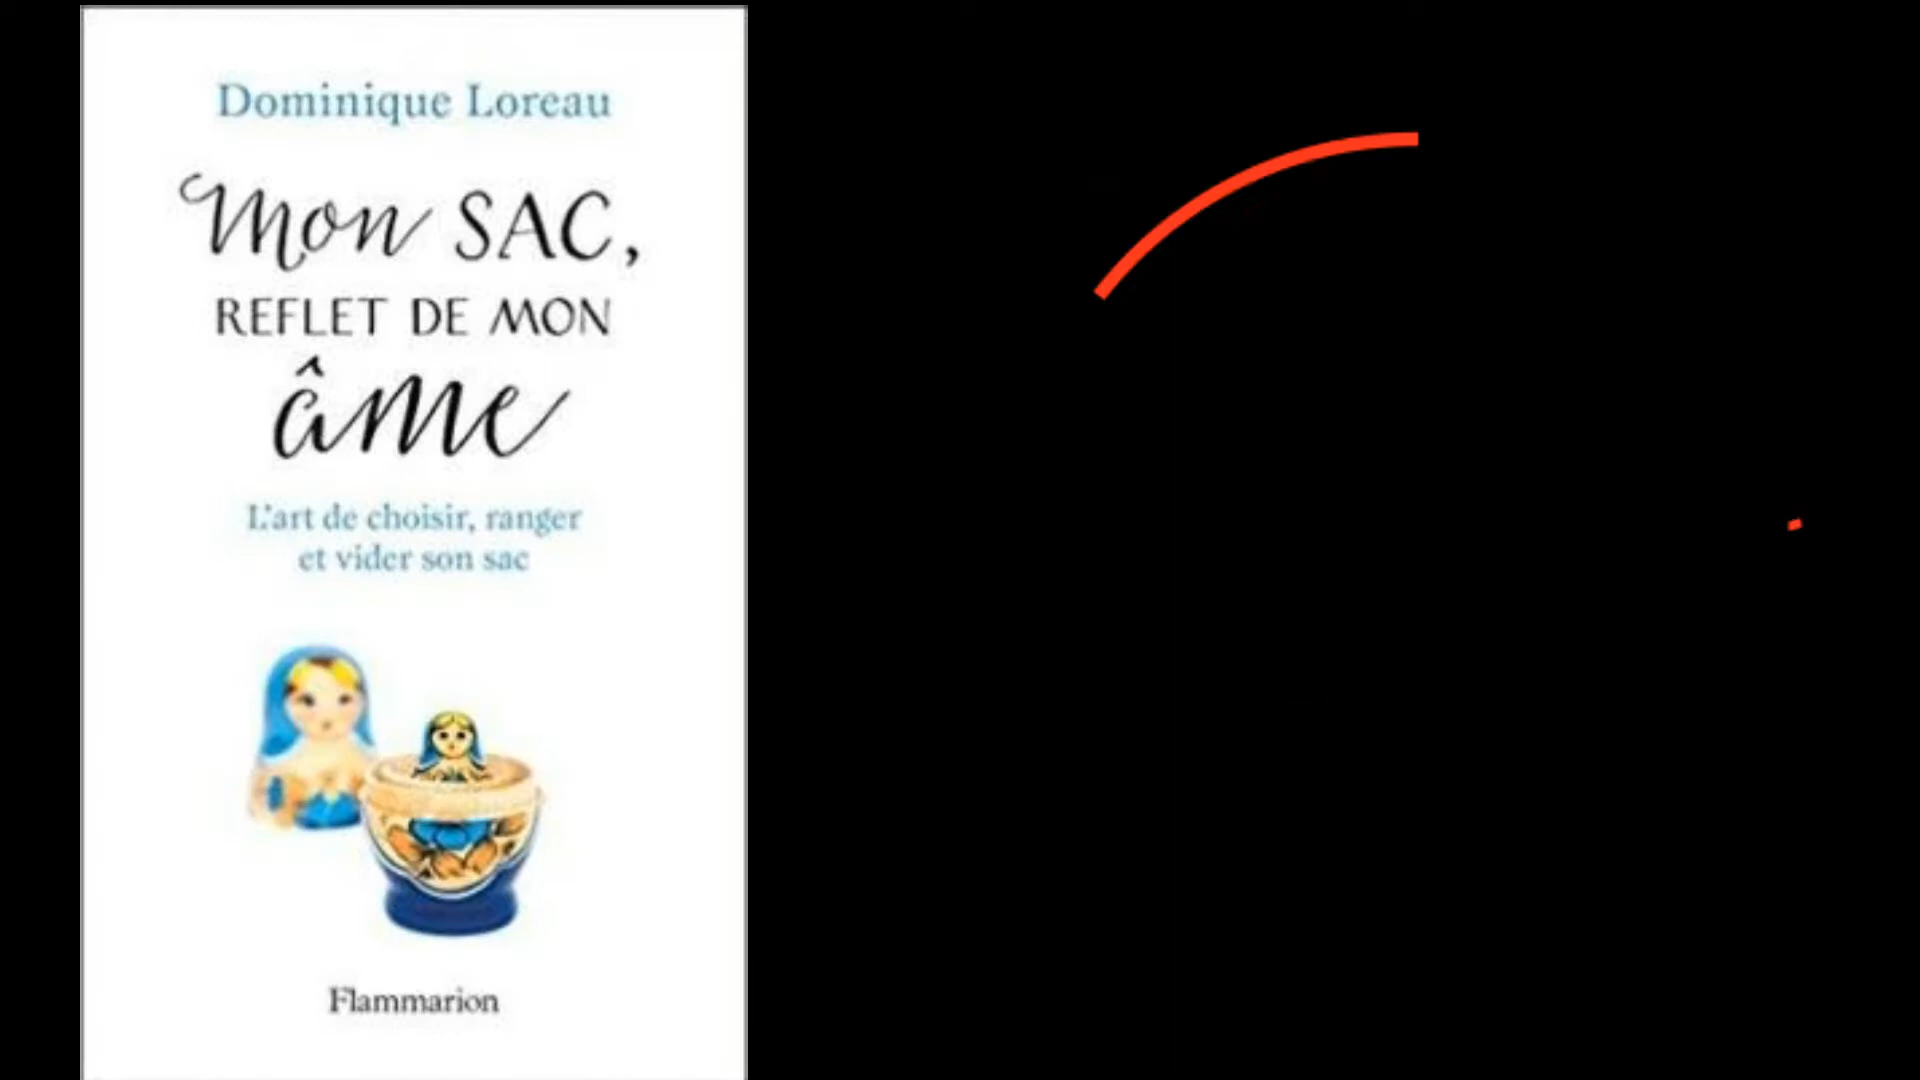 Dominique Loreau
Mon SAC,
REFLET DE MON
âme
L'art de choisir, ranger
et vider son sac
Flammarion